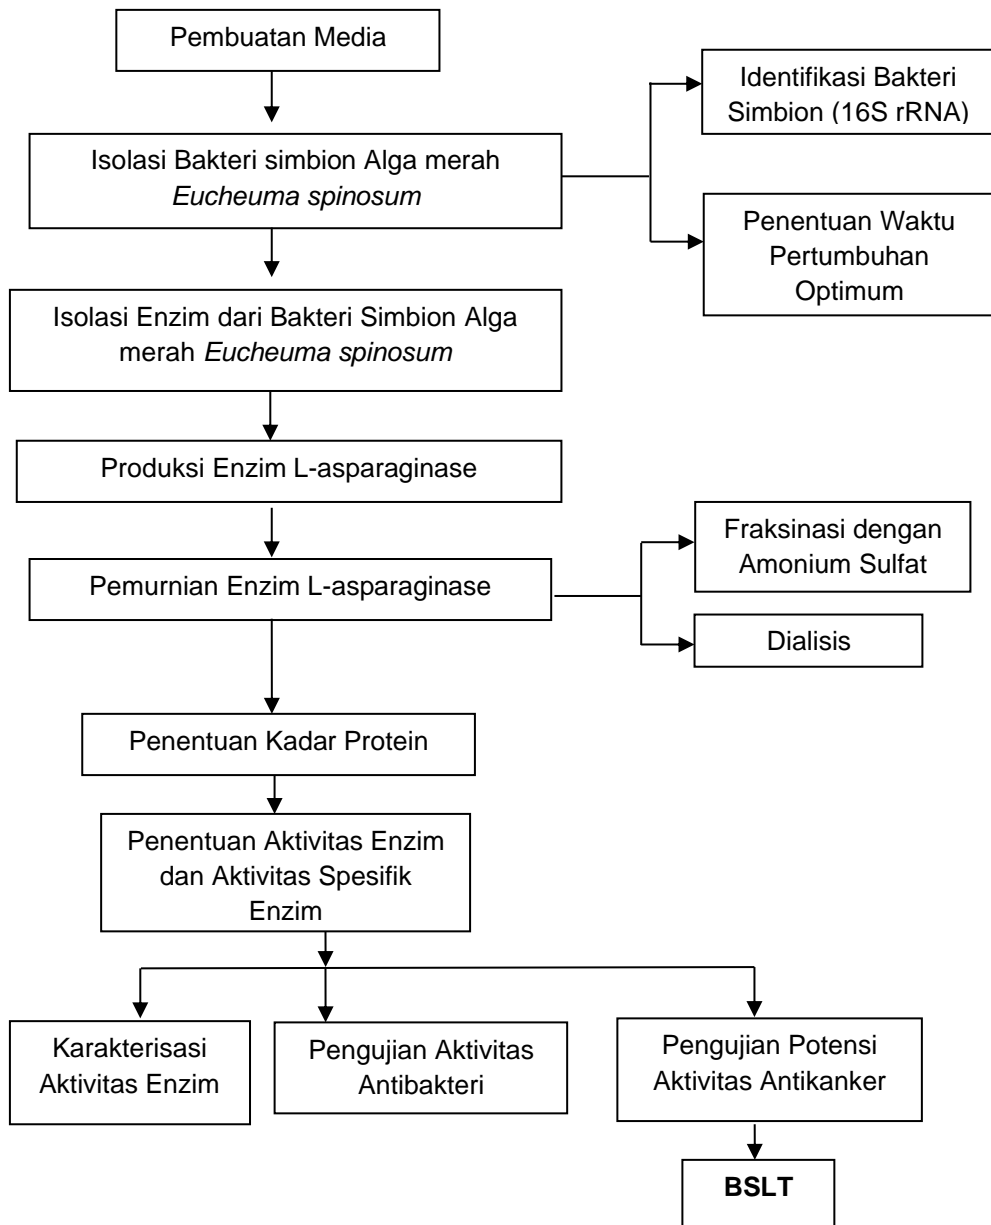 Pembuatan Media
Identifikasi Bakteri
Simbion (16S rRNA)
Isolasi Bakteri simbion Alga merah
Eucheuma spinosum
Penentuan Waktu
Pertumbuhan
Optimum
Isolasi Enzim dari Bakteri Simbion Alga
merah Eucheuma spinosum
Produksi Enzim L-asparaginase
Fraksinasi dengan
Amonium Sulfat
Pemurnian Enzim L-asparaginase
Dialisis
Penentuan Kadar Protein
Penentuan Aktivitas Enzim
dan Aktivitas Spesifik
Enzim
Karakterisasi
Aktivitas Enzim
Pengujian Aktivitas
Antibakteri
Pengujian Potensi
Aktivitas Antikanker
BSLT